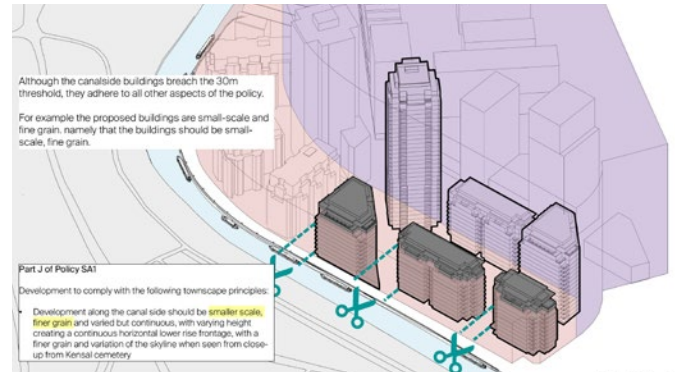 Although the canalside buildings breach the 30m
threshold, they adhere to all other aspects of the policy.
For example the proposed buildings are small-scale and
fine grain. namely that the buildings should be small-
scale, fine grain.
Part J of Policy SA1
Development to comply with the following townscape principles:
• Development along the canal side should be smaller scale,
finer grain and varied but continuous, with varying height
creating a continuous horizontal lower rise frontage, with a
finer grain and variation of the skyline when seen from close-
up from Kensal cemetery